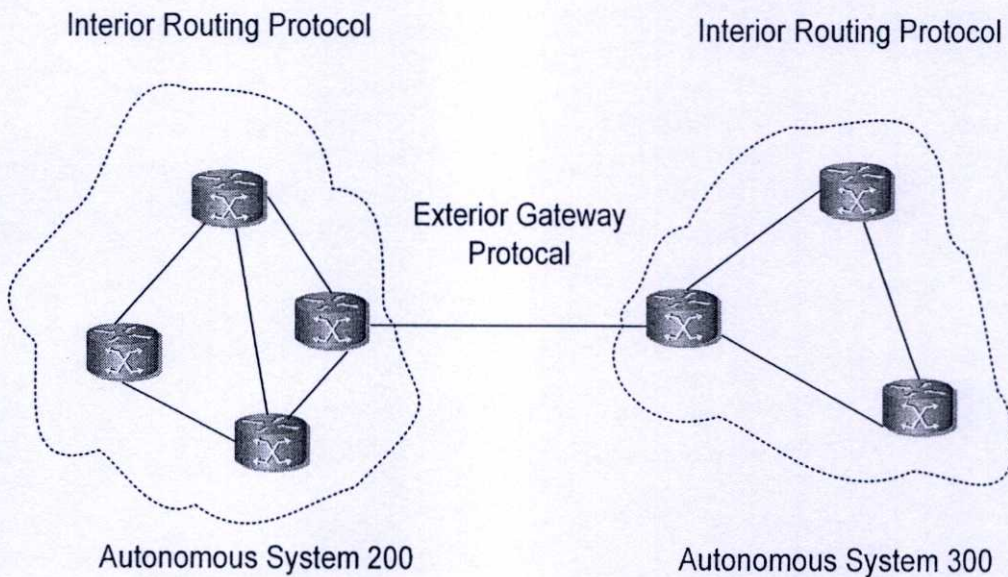 Interior Routing Protocol
Interior Routing Protocol
Exterior Gateway
Protocal
Autonomous System 200
Autonomous System 300